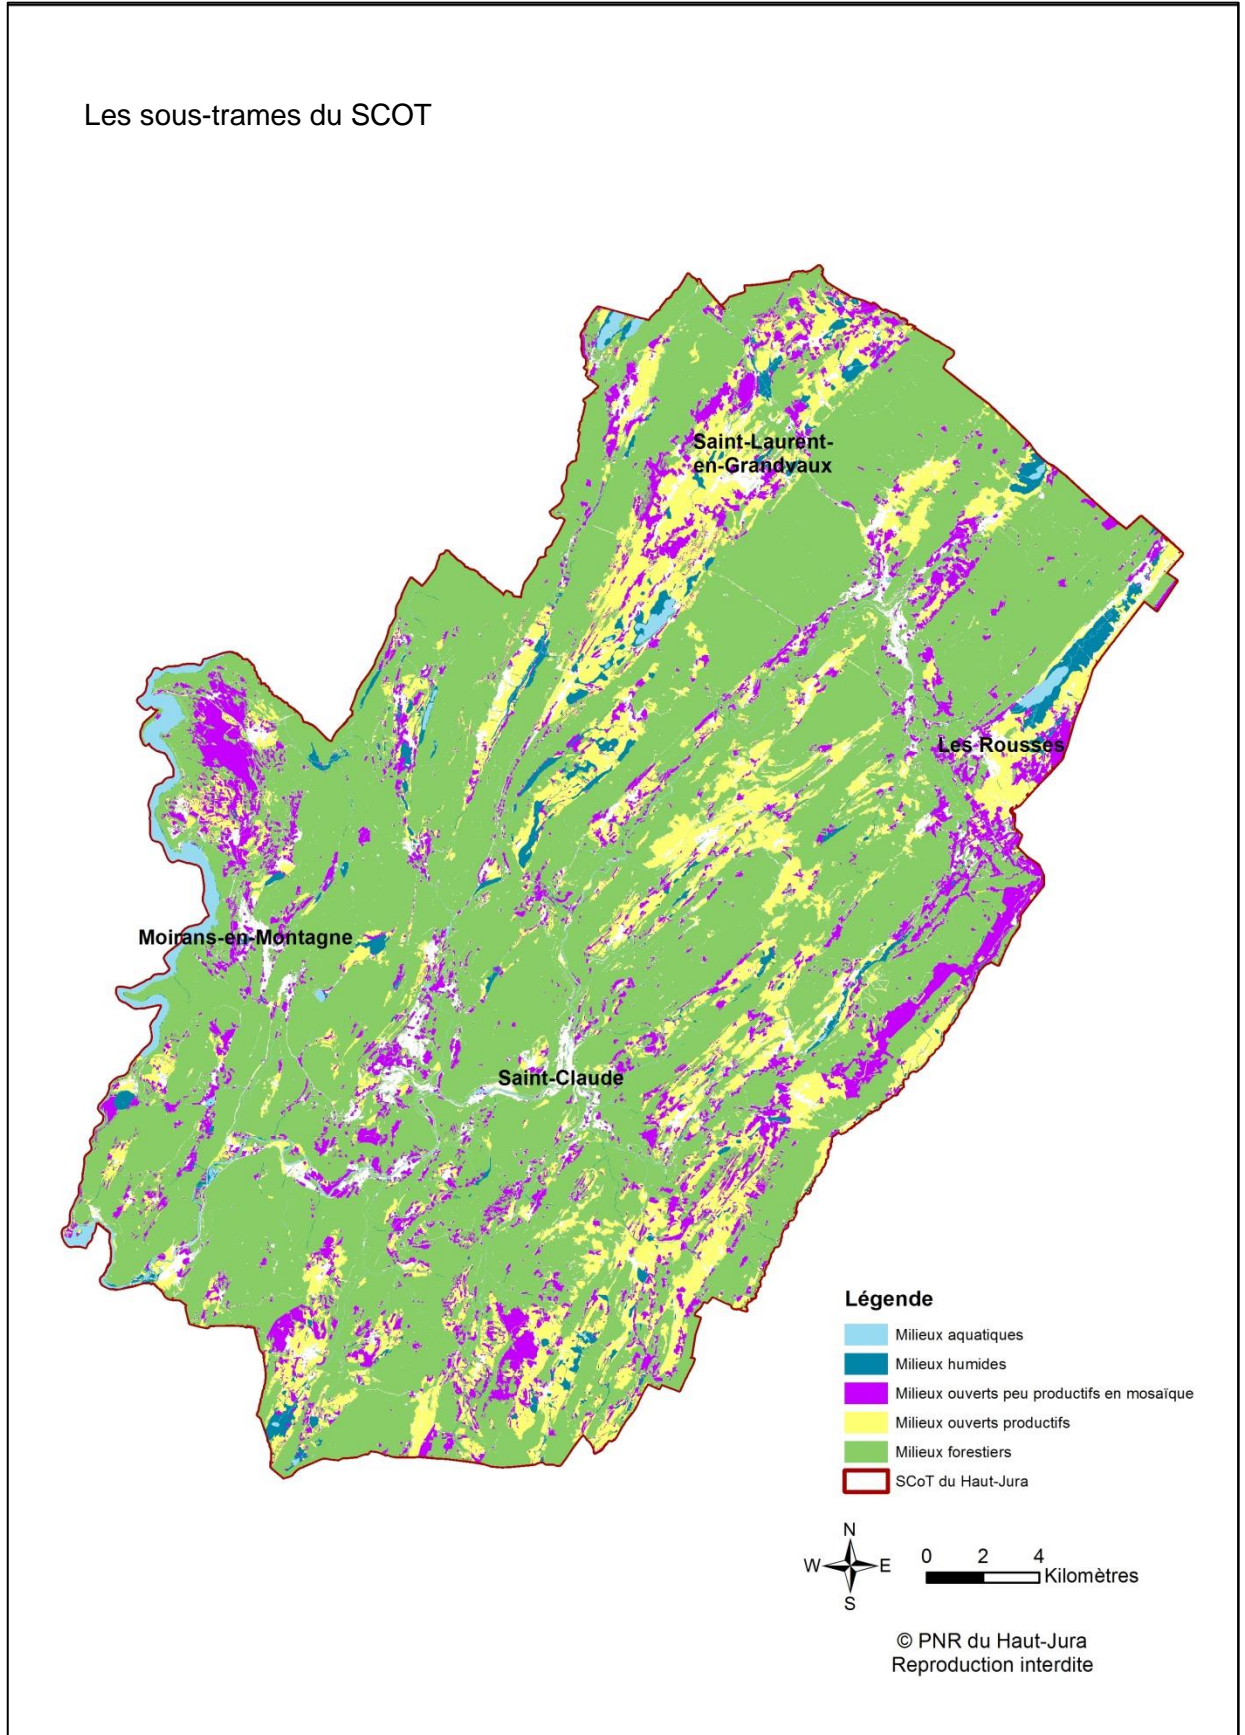 Les sous-trames du SCOT
Saint-Laurent-
en-Grandvaux
Les Rousses
Moirans-en-Montagne
Saint-Claude
Légende
Milieux aquatiques
Milieux humides
Milieux ouverts peu productifs en mosaïque
Milieux ouverts productifs
Milieux forestiers
SCoT du Haut-Jura
N
W E
S
0 2 4
Kilomètres
© PNR du Haut-Jura
Reproduction interdite